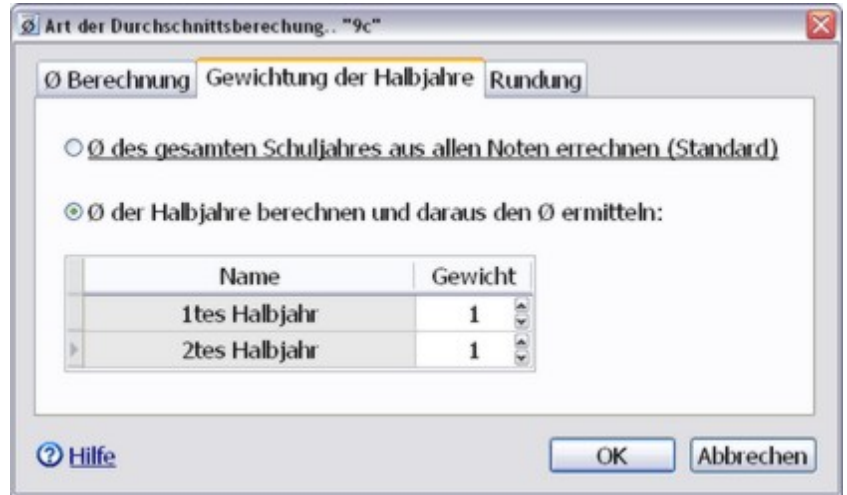 Ø Art der Durchschnittsberechung.. "9c"
Ø Berechnung Gewichtung der Halbjahre Rundung
Ø des gesamten Schuljahres aus allen Noten errechnen (Standard)
Ø der Halbjahre berechnen und daraus den Ø ermitteln:
Name Gewicht
1tes Halbjahr 1
2tes Halbjahr 1
? Hilfe OK Abbrechen